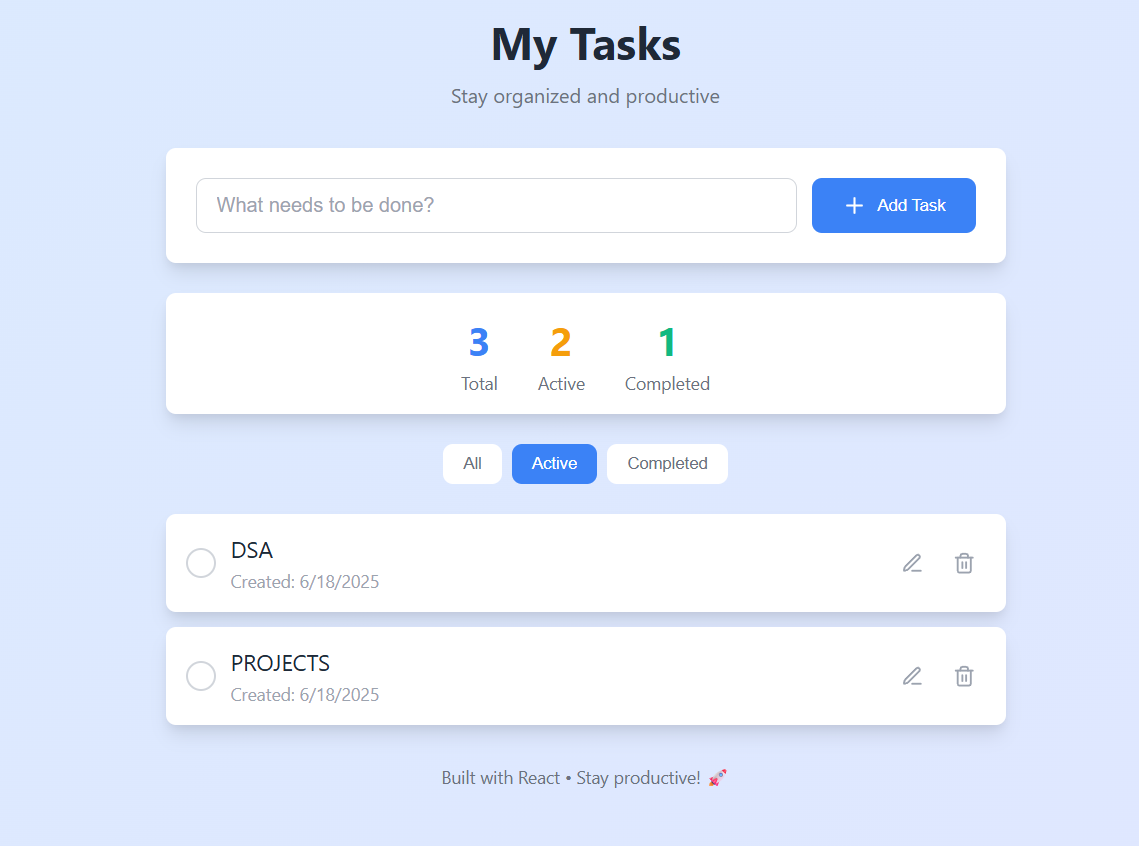 My Tasks
Stay organized and productive
What needs to be done?
Add Task
3 2 1
Total Active Completed
All Active Completed
DSA
Created: 6/18/2025
PROJECTS
Created: 6/18/2025
Built with React • Stay productive! 🚀